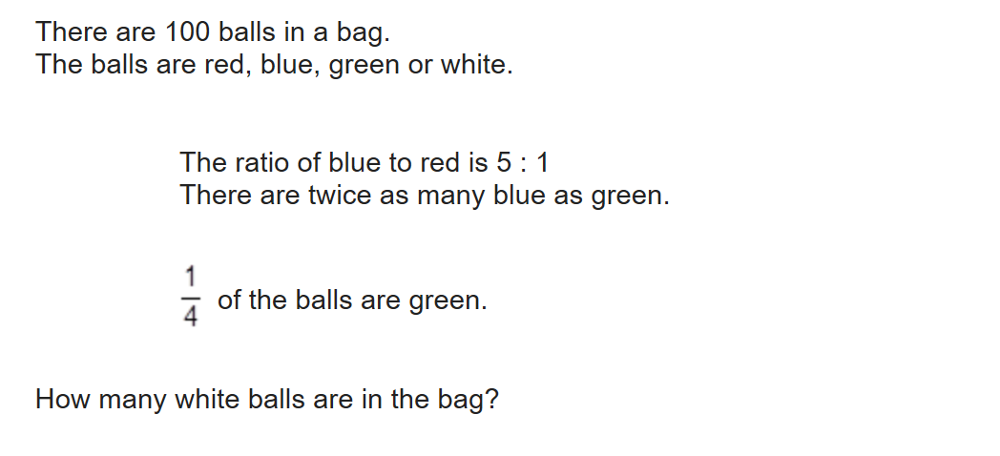 There are 100 balls in a bag.
The balls are red, blue, green or white.
The ratio of blue to red is 5 : 1
There are twice as many blue as green.
1/4 of the balls are green.
How many white balls are in the bag?